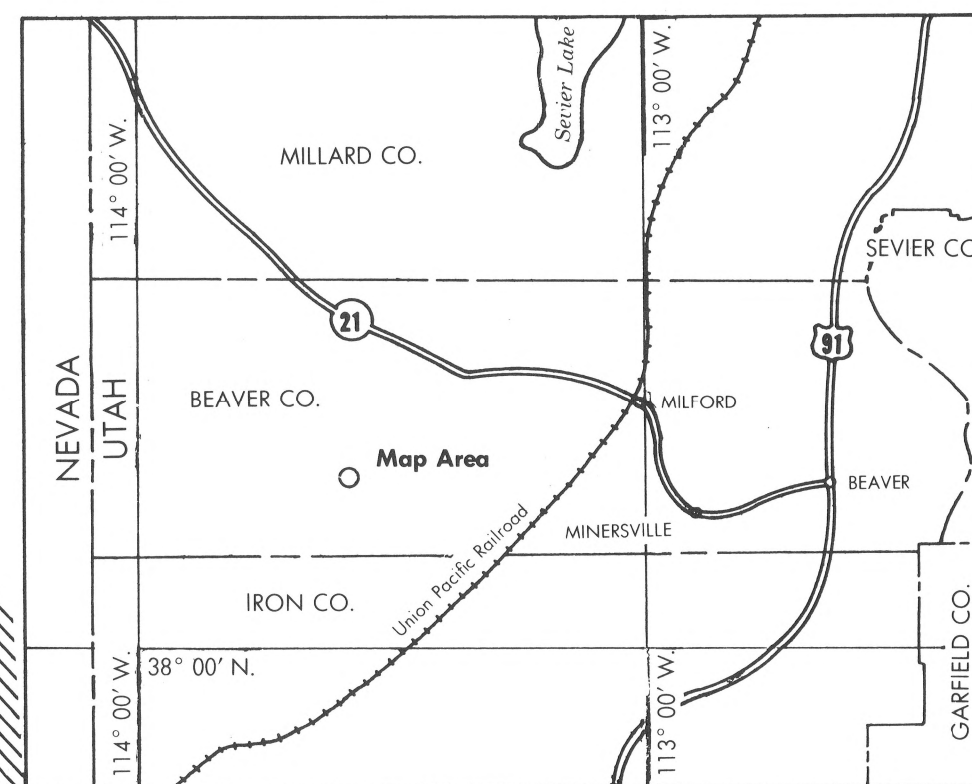 Sevier Lake
113° 00' W.
114° 00' W.
MILLARD CO.
SEVIER CO
21
91
NEVADA
UTAH
BEAVER CO.
MILFORD
Map Area
BEAVER
MINERSVILLE
Union Pacific Railroad
IRON CO.
GARFIELD CO.
38° 00' N.
114° 00' W.
113° 00' W.